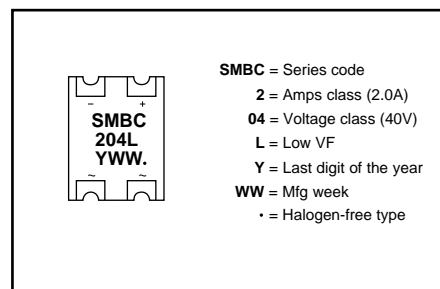 − +
SMBC
204L
YWW.
~ ~
SMBC = Series code
2 = Amps class (2.0A)
04 = Voltage class (40V)
L = Low VF
Y = Last digit of the year
WW = Mfg week
• = Halogen-free type